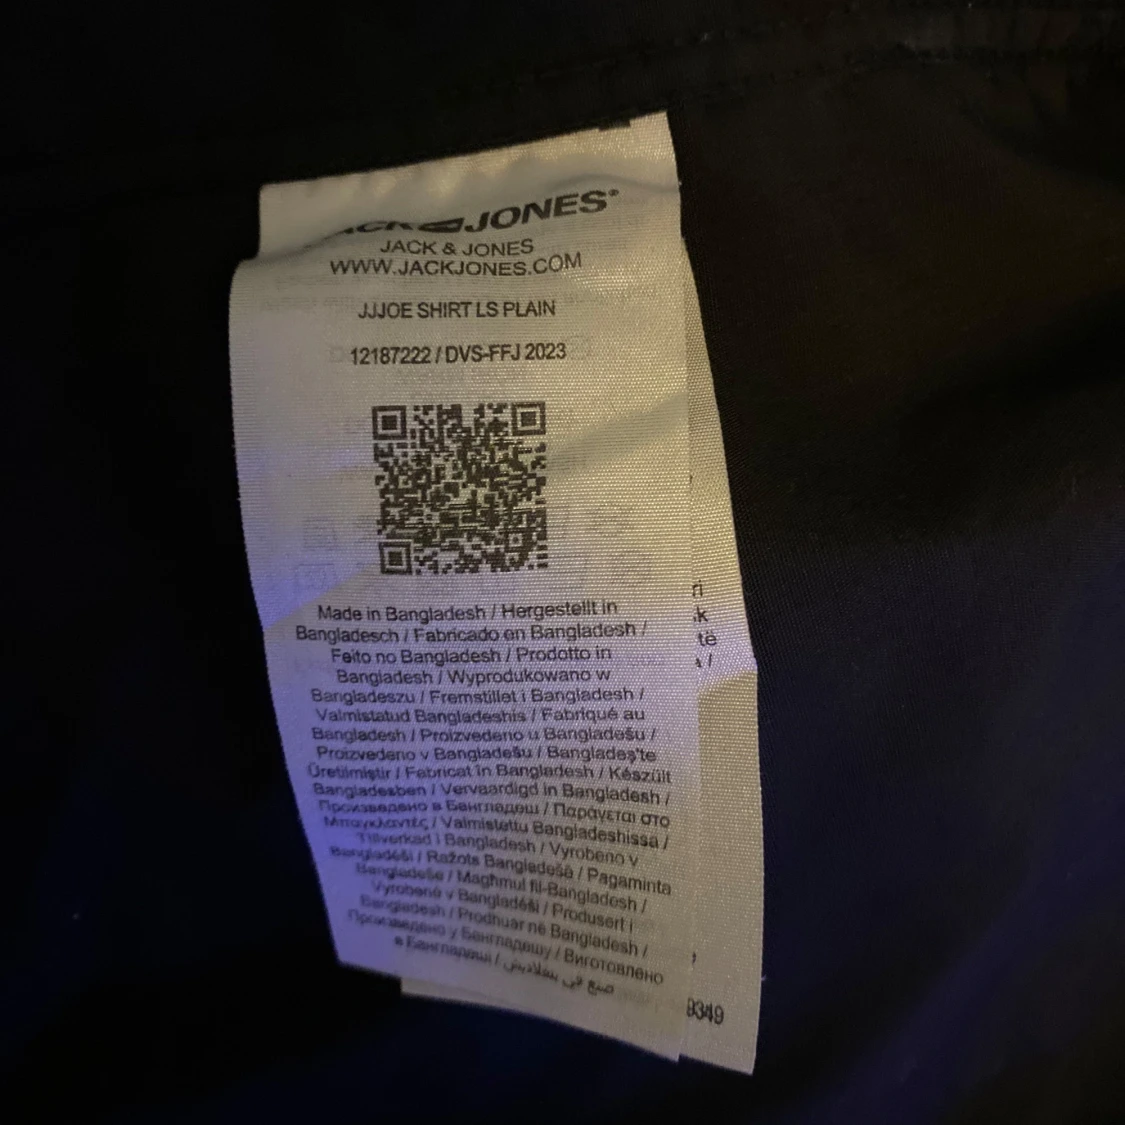 JACK & JONES®
JACK & JONES
WWW.JACKJONES.COM
JJJOE SHIRT LS PLAIN
12187222 / DVS-FFJ 2023
Made in Bangladesh / Hergestellt in
Bangladesch / Fabricado en Bangladesh /
Feito no Bangladesh / Prodotto in
Bangladesh / Wyprodukowano w
Bangladeszu / Fremstillet i Bangladesh /
Valmistatud Bangladeshis / Fabriqué au
Bangladesh / Proizvedeno u Bangladešu /
Proizvedeno v Bangladešu / Bangladeş'te
Üretilmiştir / Fabricat în Bangladesh / Készült
Bangladesben / Vervaardigd in Bangladesh /
Произведено в Бангладеш / Παράγεται στο
Μπαγκλαντές / Valmistettu Bangladeshissa /
Tillverkad i Bangladesh / Vyrobeno v
Bangladéši / Ražots Bangladešā / Pagaminta
Bangladeše / Magħmul fil-Bangladesh /
Vyrobené v Bangladéši / Produsert i
Bangladesh / Prodhuar në Bangladesh /
Произведено у Бангладешу / Виготовлено
в Бангладеші / صنع في بنغلاديش
ri
k
të
/
9349